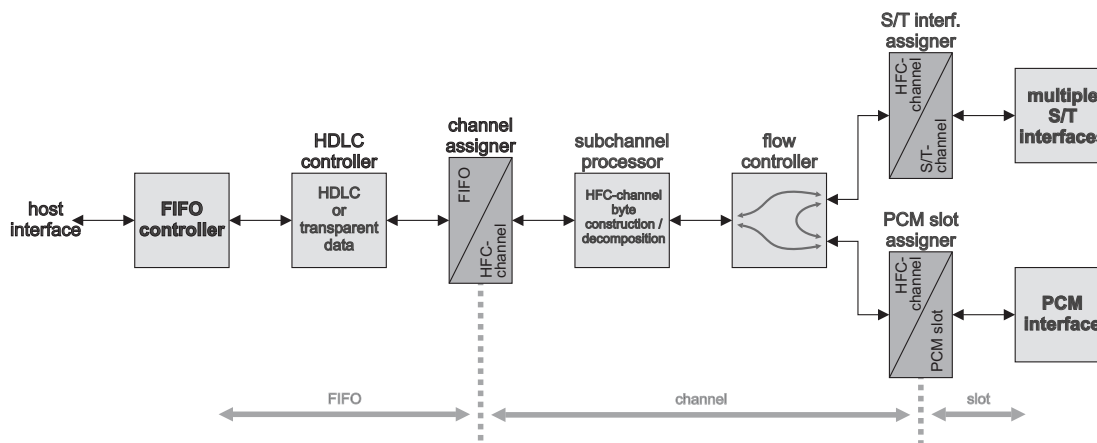 S/T interf.
assigner
HFC-
channel
S/T-
channel
multiple
S/T
interfaces
HDLC
controller
channel
assigner
subchannel
processor
flow
controller
host
interface
FIFO
controller
HDLC
or
transparent
data
FIFO
HFC-channel
HFC-channel
byte
construction /
decomposition
PCM slot
assigner
HFC-
channel
PCM slot
PCM
interface
FIFO
channel
slot